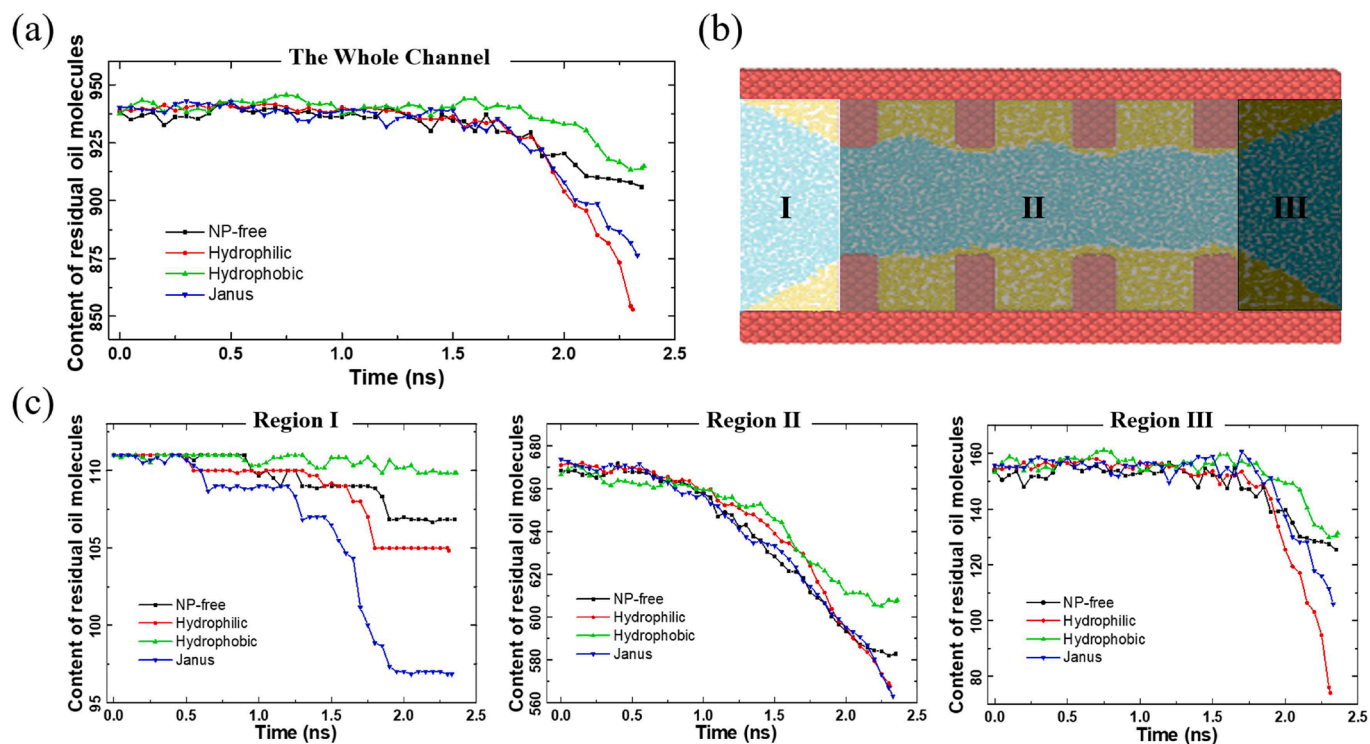 (a)
The Whole Channel
Content of residual oil molecules
950
925
900
875
850
NP-free
Hydrophilic
Hydrophobic
Janus
0.0 0.5 1.0 1.5 2.0 2.5
Time (ns)
(b)
I II III
(c)
Region I
Content of residual oil molecules
110
105
100
95
NP-free
Hydrophilic
Hydrophobic
Janus
0.0 0.5 1.0 1.5 2.0 2.5
Time (ns)
Region II
Content of residual oil molecules
680
660
640
620
600
580
560
NP-free
Hydrophilic
Hydrophobic
Janus
0.0 0.5 1.0 1.5 2.0 2.5
Time (ns)
Region III
Content of residual oil molecules
160
140
120
100
80
NP-free
Hydrophilic
Hydrophobic
Janus
0.0 0.5 1.0 1.5 2.0 2.5
Time (ns)